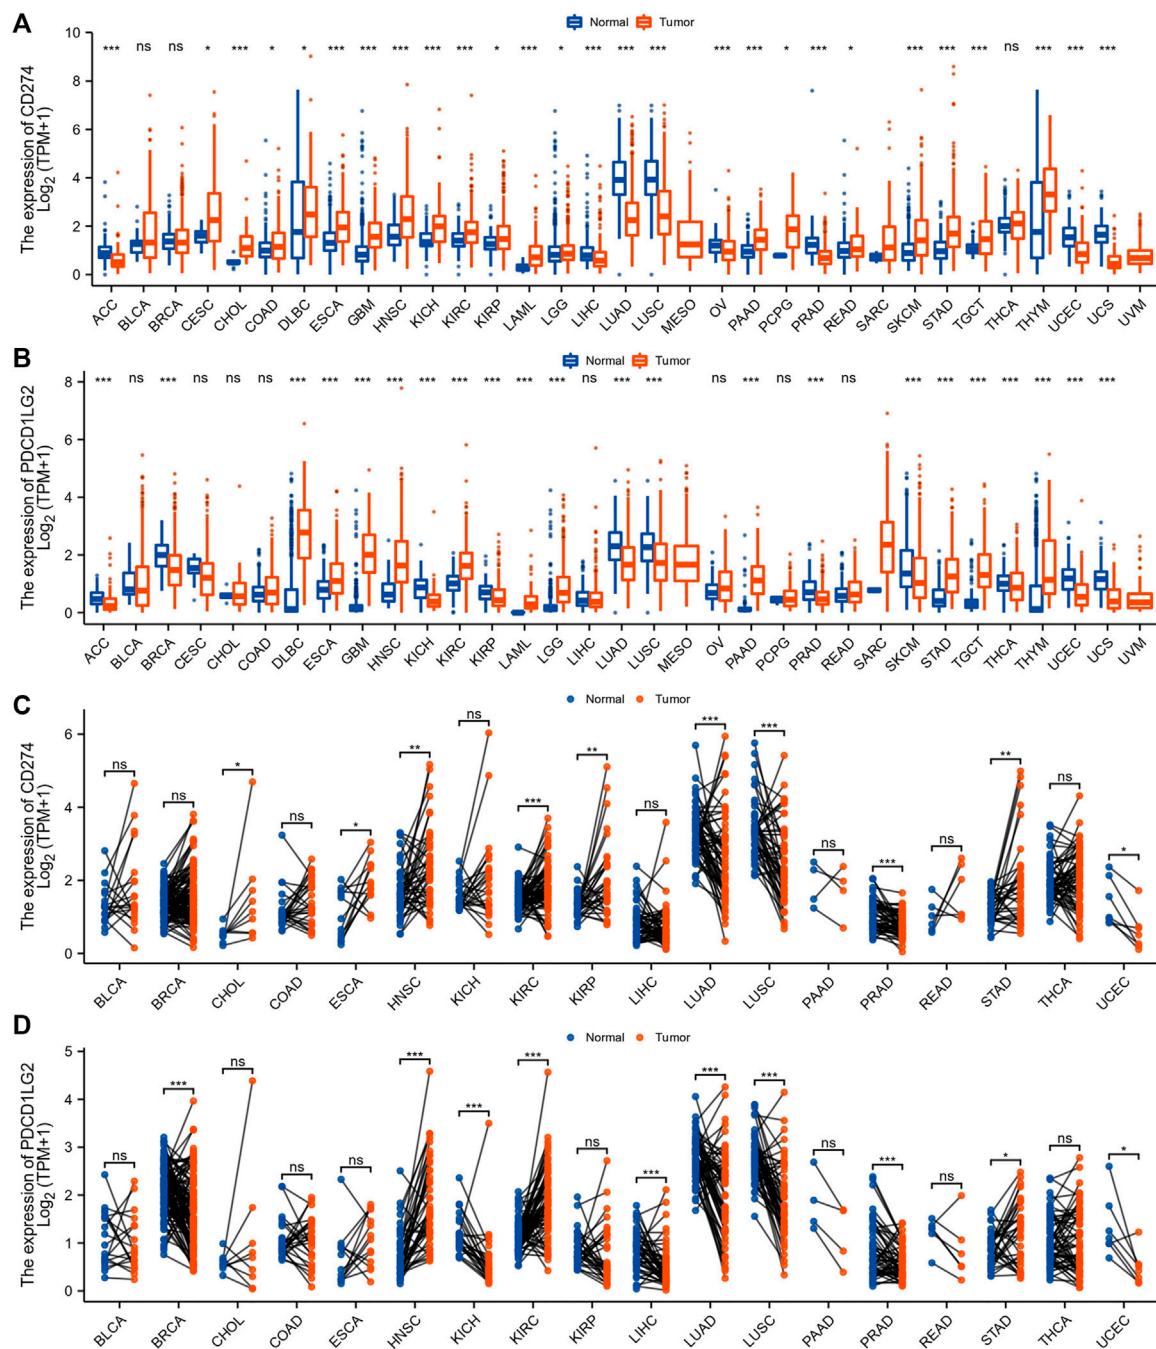 A
Normal Tumor
The expression of CD274
Log2 (TPM+1)
10
8
6
4
2
0
*** ns ns * *** * * *** *** *** *** *** * *** * *** *** *** *** *** * *** * *** *** *** ns *** *** ***
ACC BLCA BRCA CESC CHOL COAD DLBC ESCA GBM HNSC KICH KIRC KIRP LAML LGG LIHC LUAD LUSC MESO OV PAAD PCPG PRAD READ SARC SKCM STAD TGCT THCA THYM UCEC UCS UVM
B
Normal Tumor
The expression of PDCD1LG2
Log2 (TPM+1)
8
6
4
2
0
*** ns *** ns ns ns *** *** *** *** *** *** *** *** *** ns *** *** ns *** ns *** ns *** *** *** *** *** *** ***
ACC BLCA BRCA CESC CHOL COAD DLBC ESCA GBM HNSC KICH KIRC KIRP LAML LGG LIHC LUAD LUSC MESO OV PAAD PCPG PRAD READ SARC SKCM STAD TGCT THCA THYM UCEC UCS UVM
C
Normal Tumor
The expression of CD274
Log2 (TPM+1)
6
4
2
0
ns ns * ns * ** ns *** ** ns *** *** ns *** ns ** ns *
BLCA BRCA CHOL COAD ESCA HNSC KICH KIRC KIRP LIHC LUAD LUSC PAAD PRAD READ STAD THCA UCEC
D
Normal Tumor
The expression of PDCD1LG2
Log2 (TPM+1)
5
4
3
2
1
0
ns *** ns ns ns *** *** *** ns *** *** *** ns *** ns * ns *
BLCA BRCA CHOL COAD ESCA HNSC KICH KIRC KIRP LIHC LUAD LUSC PAAD PRAD READ STAD THCA UCEC